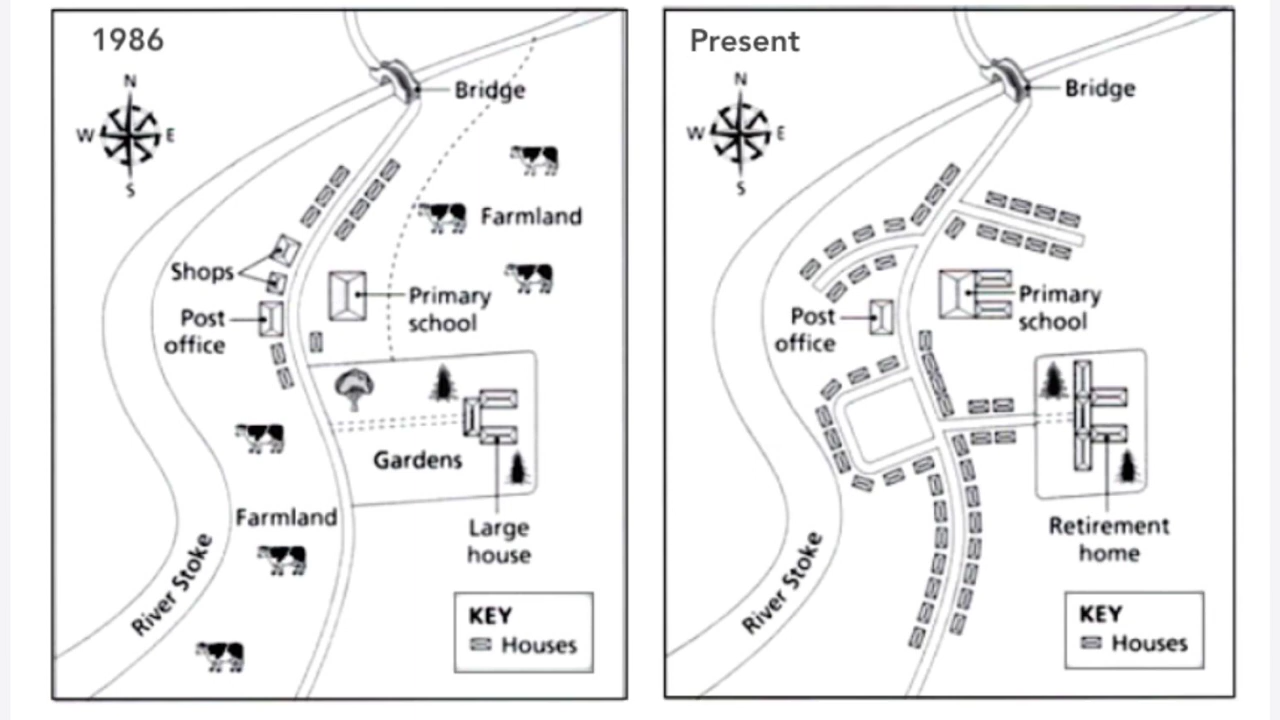 1986
N
W E
S
Bridge
Farmland
Shops
Primary
school
Post
office
Gardens
Farmland
Large
house
River Stoke
KEY
Houses
Present
N
W E
S
Bridge
Primary
school
Post
office
Retirement
home
River Stoke
KEY
Houses